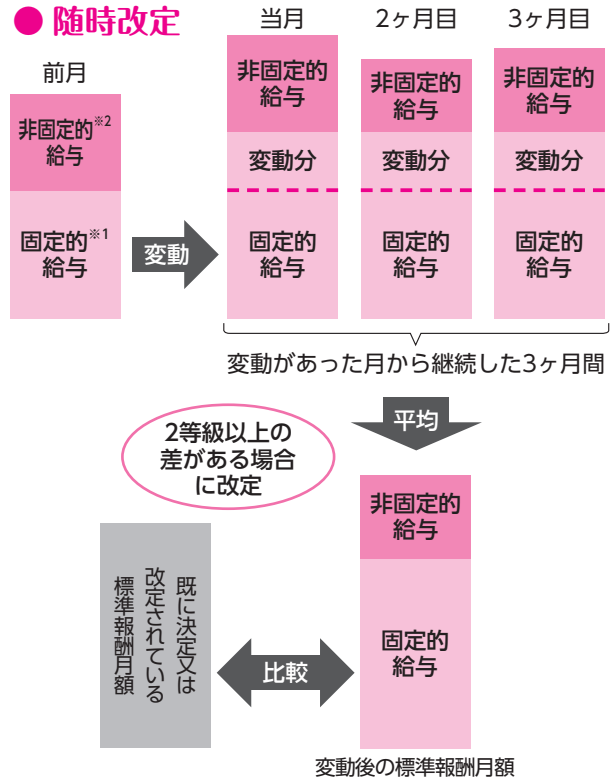 ● 随時改定
前月
非固定的※2
給与
固定的※1
給与
変動
当月
非固定的
給与
変動分
固定的
給与
2ヶ月目
非固定的
給与
変動分
固定的
給与
3ヶ月目
非固定的
給与
変動分
固定的
給与
変動があった月から継続した3ヶ月間
平均
2等級以上の
差がある場合
に改定
既に決定又は
改定されている
標準報酬月額
比較
非固定的
給与
固定的
給与
変動後の標準報酬月額